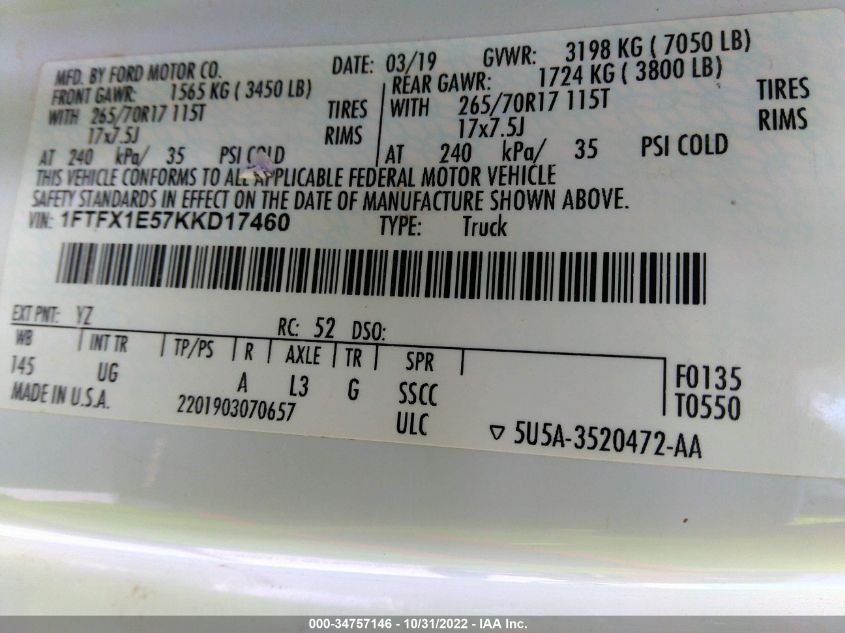 MFD. BY FORD MOTOR CO. DATE: 03/19 GVWR: 3198 KG ( 7050 LB)
FRONT GAWR: 1565 KG ( 3450 LB) REAR GAWR: 1724 KG ( 3800 LB)
WITH 265/70R17 115T TIRES WITH 265/70R17 115T TIRES
17x7.5J RIMS 17x7.5J RIMS
AT 240 kPa/ 35 PSI COLD AT 240 kPa/ 35 PSI COLD
THIS VEHICLE CONFORMS TO ALL APPLICABLE FEDERAL MOTOR VEHICLE
SAFETY STANDARDS IN EFFECT ON THE DATE OF MANUFACTURE SHOWN ABOVE.
VIN: 1FTFX1E57KKD17460 TYPE: Truck
EXT PNT: YZ RC: 52 DSO:
WB INT TR TP/PS R AXLE TR SPR
145 UG A L3 G SSCC F0135
MADE IN U.S.A. 2201903070657 ULC T0550
▽ 5U5A-3520472-AA
000-34757146 - 10/31/2022 - IAA Inc.